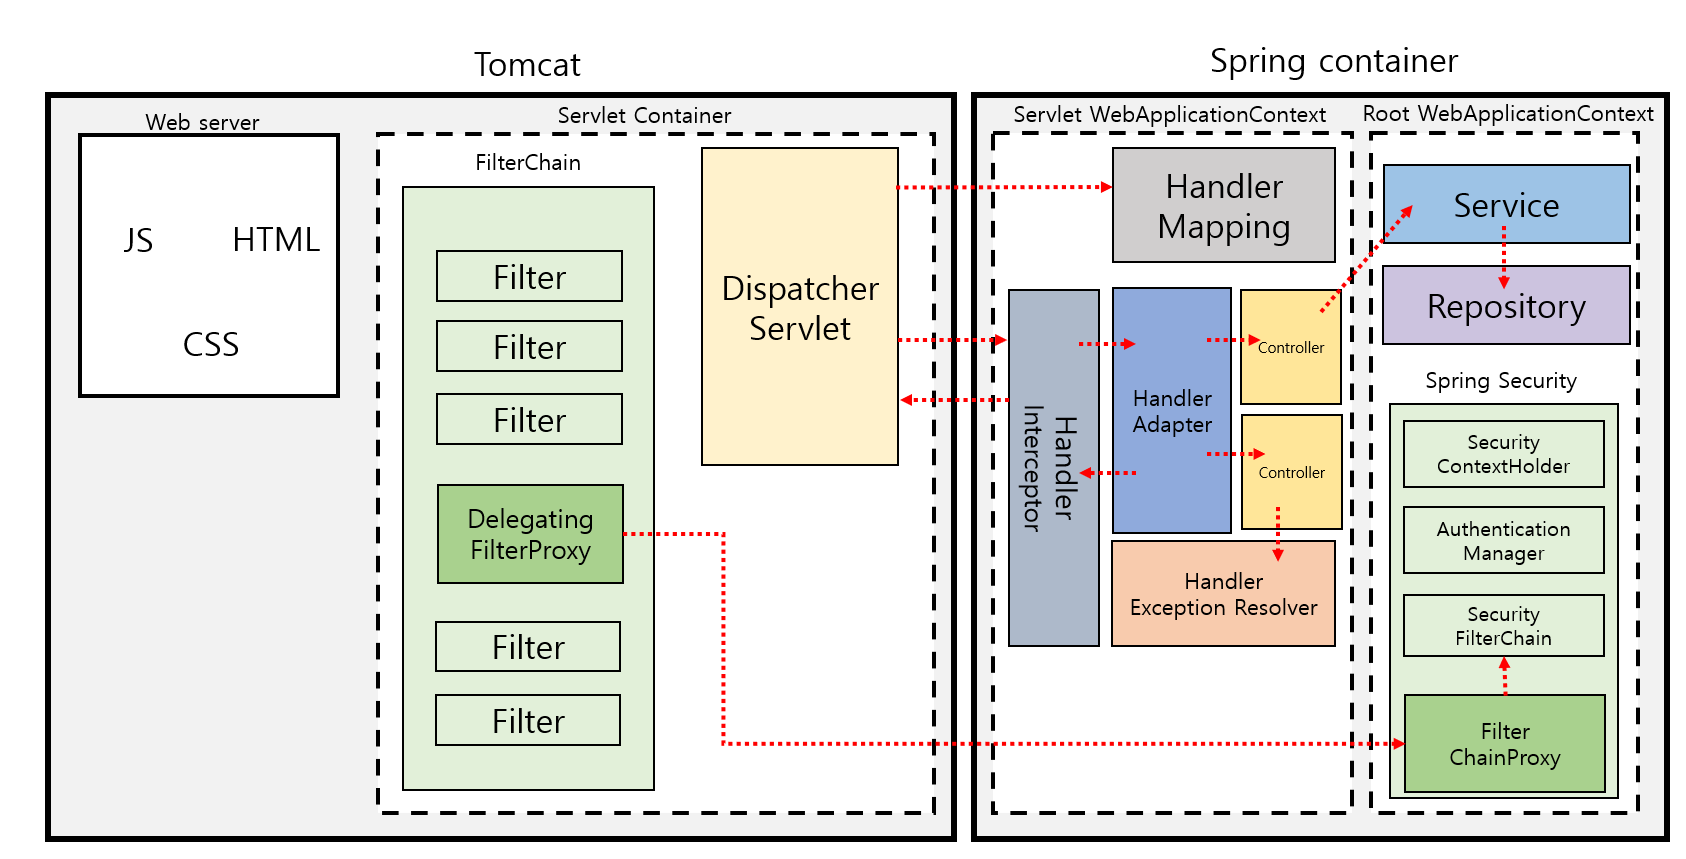 Tomcat
Web server
JS
HTML
CSS
Servlet Container
FilterChain
Filter
Filter
Filter
Delegating
FilterProxy
Filter
Filter
Dispatcher
Servlet
Spring container
Servlet WebApplicationContext
Handler
Mapping
Handler
Interceptor
Handler
Adapter
Controller
Controller
Handler
Exception Resolver
Root WebApplicationContext
Service
Repository
Spring Security
Security
ContextHolder
Authentication
Manager
Security
FilterChain
Filter
ChainProxy